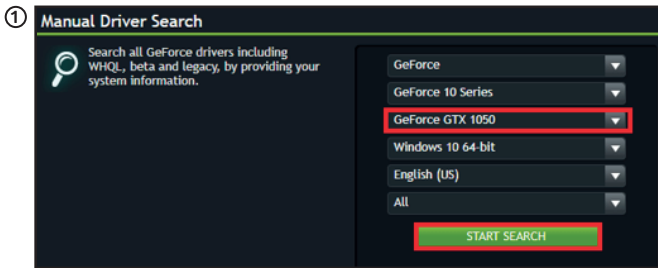 ①
Manual Driver Search
Search all GeForce drivers including
WHQL, beta and legacy, by providing your
system information.
GeForce
GeForce 10 Series
GeForce GTX 1050
Windows 10 64-bit
English (US)
All
START SEARCH